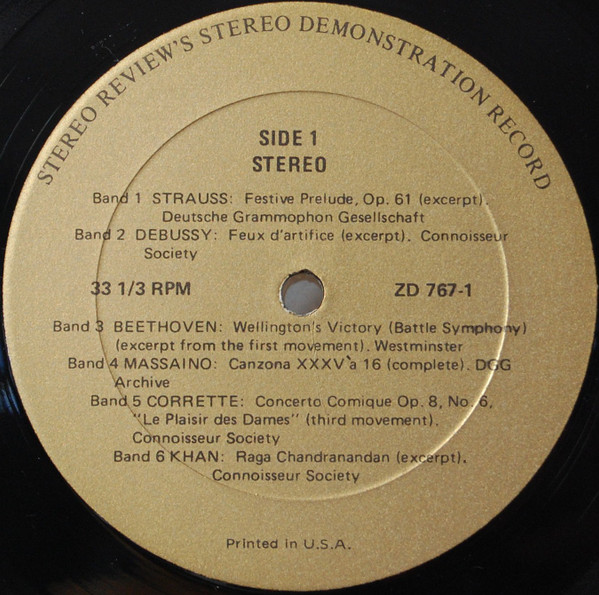 STEREO REVIEW'S STEREO DEMONSTRATION RECORD
SIDE 1
STEREO
Band 1 STRAUSS: Festive Prelude, Op. 61 (excerpt).
Deutsche Grammophon Gesellschaft
Band 2 DEBUSSY: Feux d'artifice (excerpt). Connoisseur
Society
33 1/3 RPM ZD 767-1
Band 3 BEETHOVEN: Wellington's Victory (Battle Symphony)
(excerpt from the first movement). Westminster
Band 4 MASSAINO: Canzona XXXV à 16 (complete). DGG
Archive
Band 5 CORRETTE: Concerto Comique Op. 8, No. 6,
"Le Plaisir des Dames" (third movement).
Connoisseur Society
Band 6 KHAN: Raga Chandranandan (excerpt).
Connoisseur Society
Printed in U.S.A.